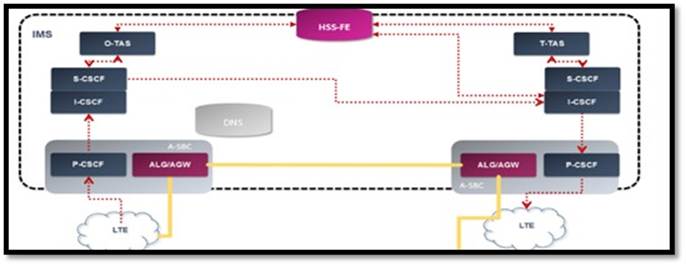 IMS
HSS-FE
O-TAS
T-TAS
S-CSCF
S-CSCF
I-CSCF
I-CSCF
DNS
A-SBC
P-CSCF
ALG/AGW
ALG/AGW
P-CSCF
A-SBC
LTE
LTE